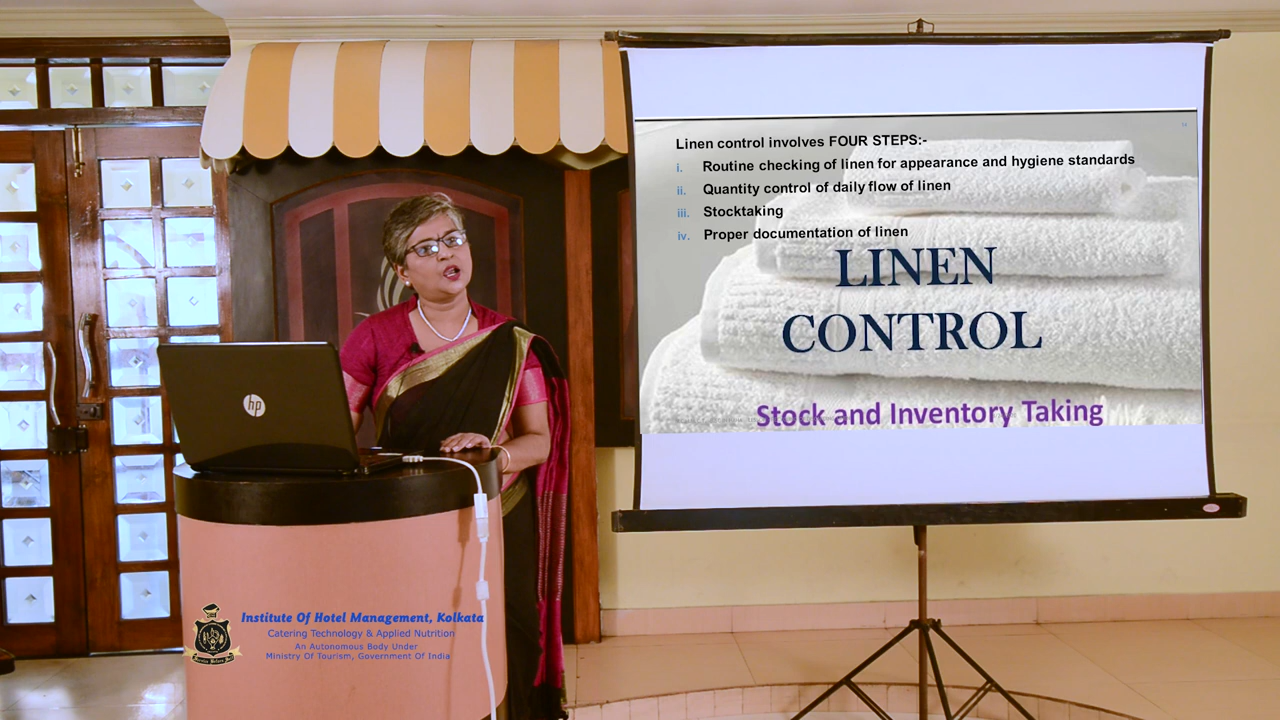 Linen control involves FOUR STEPS:-
i. Routine checking of linen for appearance and hygiene standards
ii. Quantity control of daily flow of linen
iii. Stocktaking
iv. Proper documentation of linen
LINEN
CONTROL
Stock and Inventory Taking
hp
Institute Of Hotel Management, Kolkata
Catering Technology & Applied Nutrition
An Autonomous Body Under
Ministry Of Tourism, Government Of India